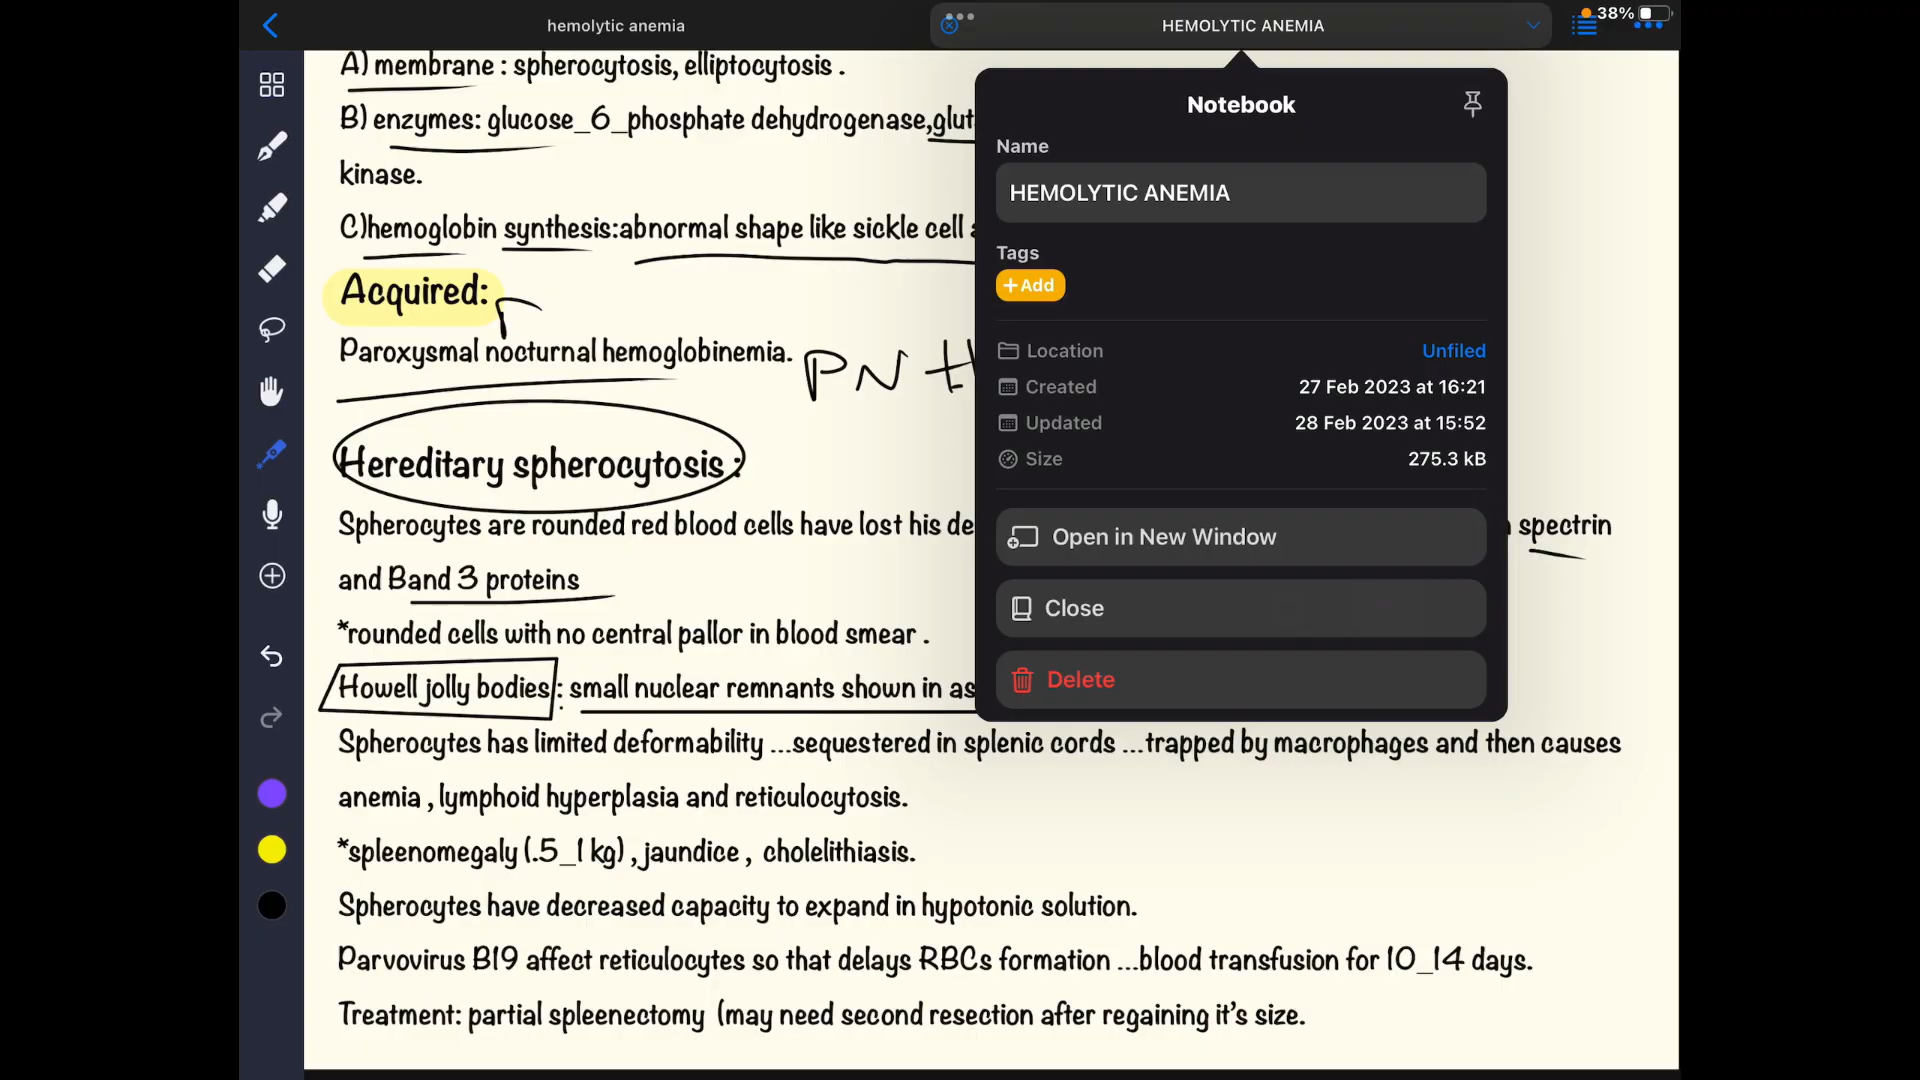 hemolytic anemia
HEMOLYTIC ANEMIA
38%
A) membrane : spherocytosis, elliptocytosis .
B) enzymes: glucose_6_phosphate dehydrogenase,glut
kinase.
C)hemoglobin synthesis:abnormal shape like sickle cell
Acquired:
Paroxysmal nocturnal hemoglobinemia.
PNH
Hereditary spherocytosis :
Spherocytes are rounded red blood cells have lost his de
spectrin
and Band 3 proteins
*rounded cells with no central pallor in blood smear .
Howell jolly bodies : small nuclear remnants shown in as
Spherocytes has limited deformability ...sequestered in splenic cords ...trapped by macrophages and then causes
anemia , lymphoid hyperplasia and reticulocytosis.
*spleenomegaly (.5_1 kg) , jaundice , cholelithiasis.
Spherocytes have decreased capacity to expand in hypotonic solution.
Parvovirus B19 affect reticulocytes so that delays RBCs formation ...blood transfusion for 10_14 days.
Treatment: partial spleenectomy (may need second resection after regaining it's size.
Notebook
Name
HEMOLYTIC ANEMIA
Tags
+ Add
Location Unfiled
Created 27 Feb 2023 at 16:21
Updated 28 Feb 2023 at 15:52
Size 275.3 kB
Open in New Window
Close
Delete